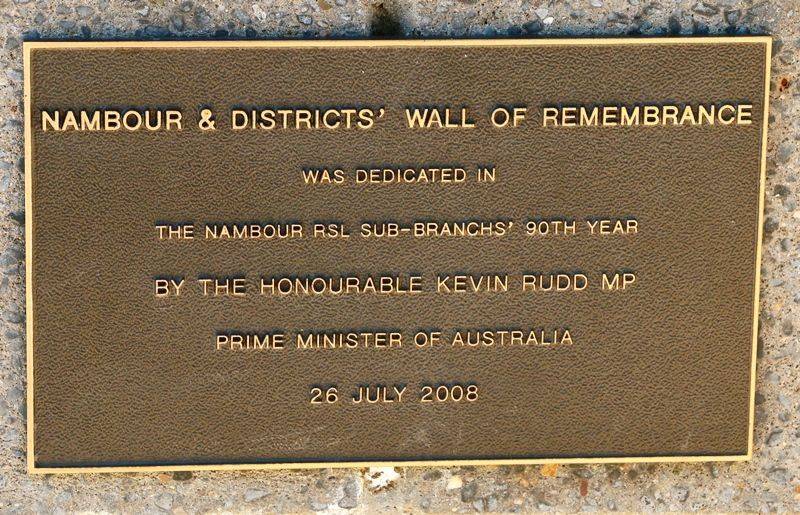 NAMBOUR & DISTRICTS' WALL OF REMEMBRANCE
WAS DEDICATED IN
THE NAMBOUR RSL SUB-BRANCHS' 90TH YEAR
BY THE HONOURABLE KEVIN RUDD MP
PRIME MINISTER OF AUSTRALIA
26 JULY 2008